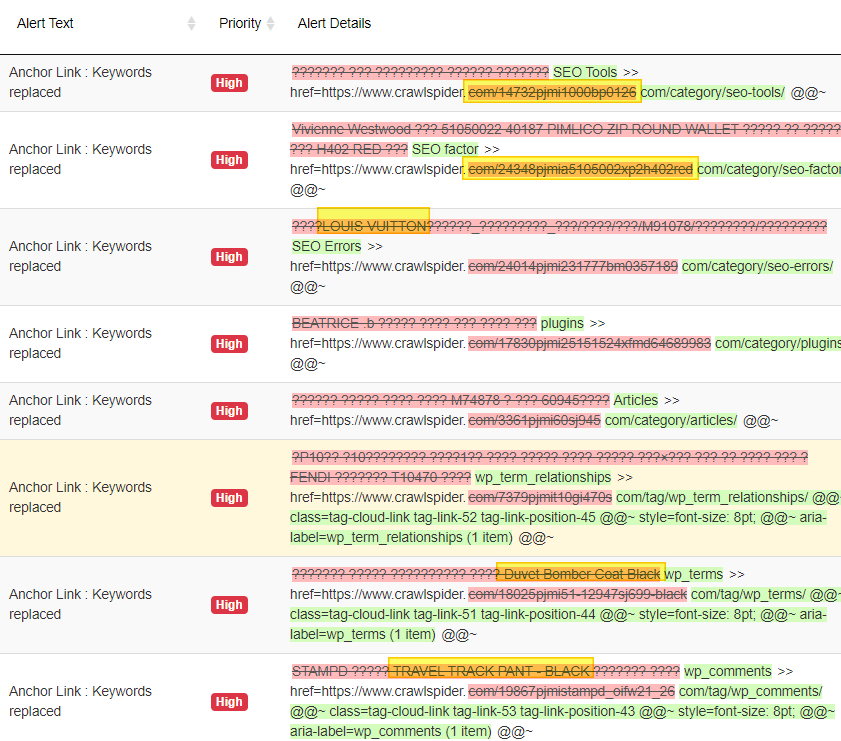 Alert Text Priority Alert Details
Anchor Link : Keywords replaced High ??????? ??? ????????? ?????? ??????? SEO Tools >>
href=https://www.crawlspider. com/14732pjmi1000bp0126 com/category/seo-tools/ @@~
Anchor Link : Keywords replaced High Vivienne Westwood ??? 51050022 40187 PIMLICO ZIP ROUND WALLET ????? ?? ?????
??? H402 RED ??? SEO factor >>
href=https://www.crawlspider. com/24348pjmia5105002xp2h402red com/category/seo-factor
@@~
Anchor Link : Keywords replaced High ????LOUIS VUITTON??????_?????????_???/????/???/M91078/????????/?????????
SEO Errors >>
href=https://www.crawlspider. com/24014pjmi231777bm0357189 com/category/seo-errors/
@@~
Anchor Link : Keywords replaced High BEATRICE .b ????? ???? ??? ???? ??? plugins >>
href=https://www.crawlspider. com/17830pjmi25151524xfmd64689983 com/category/plugins
@@~
Anchor Link : Keywords replaced High ?????? ????? ???? ???? M74878 ? ??? 60945???? Articles >>
href=https://www.crawlspider. com/3361pjmi60sj945 com/category/articles/ @@~
Anchor Link : Keywords replaced High ?P10?? ?10???????? ????1?? ???? ????? ???? ????? ???×??? ??? ?? ???? ??? ?
FENDI ??????? T10470 ???? wp_term_relationships >>
href=https://www.crawlspider. com/7379pjmit10gi470s com/tag/wp_term_relationships/ @@~
class=tag-cloud-link tag-link-52 tag-link-position-45 @@~ style=font-size: 8pt; @@~ aria-
label=wp_term_relationships (1 item) @@~
Anchor Link : Keywords replaced High ??????? ????? ?????????? ???? Duvet Bomber Coat Black wp_terms >>
href=https://www.crawlspider. com/18025pjmi51-12947sj699-black com/tag/wp_terms/ @@~
class=tag-cloud-link tag-link-51 tag-link-position-44 @@~ style=font-size: 8pt; @@~ aria-
label=wp_terms (1 item) @@~
Anchor Link : Keywords replaced High STAMPD ????? TRAVEL TRACK PANT - BLACK ??????? ???? wp_comments >>
href=https://www.crawlspider. com/19867pjmistampd_oifw21_26 com/tag/wp_comments/
@@~ class=tag-cloud-link tag-link-53 tag-link-position-43 @@~ style=font-size: 8pt; @@~
aria-label=wp_comments (1 item) @@~